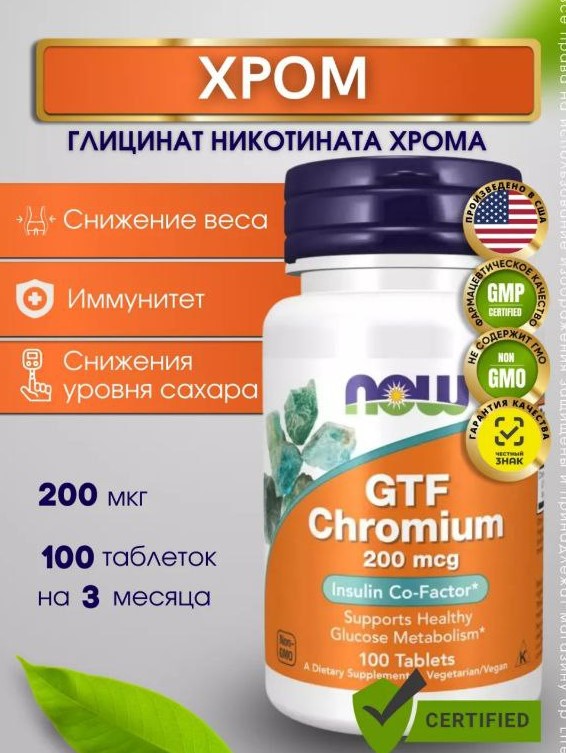 ХРОМ
ГЛИЦИНАТ НИКОТИНАТА ХРОМА
Снижение веса
Иммунитет
Снижения
уровня сахара
200 мкг
100 таблеток
на 3 месяца
ПРОИЗВЕДЕНО В США
ФАРМАЦЕВТИЧЕСКОЕ КАЧЕСТВО
GMP
CERTIFIED
НЕ СОДЕРЖИТ ГМО
NON
GMO
ГАРАНТИЯ КАЧЕСТВА
ЧЕСТНЫЙ
ЗНАК
now
GTF
Chromium
200 mcg
Insulin Co-Factor*
Supports Healthy
Glucose Metabolism*
Non-
GMO
100 Tablets
A Dietary Supplement
Vegetarian/Vegan
K
CERTIFIED